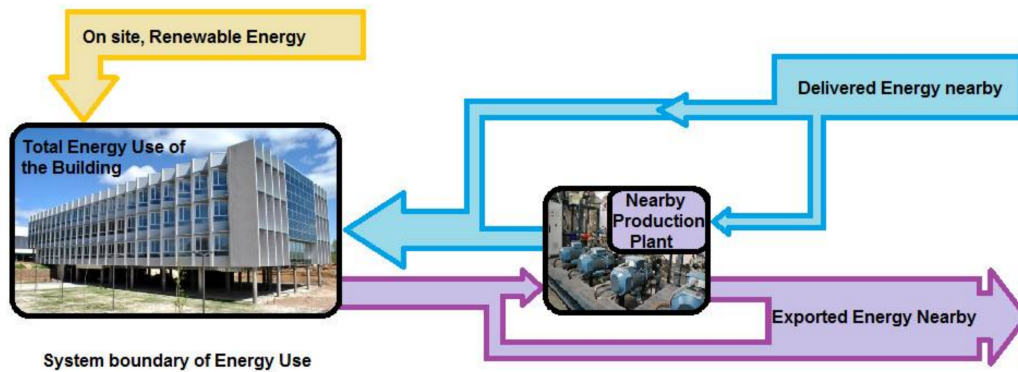 On site, Renewable Energy
Delivered Energy nearby
Total Energy Use of
the Building
Nearby
Production
Plant
Exported Energy Nearby
System boundary of Energy Use